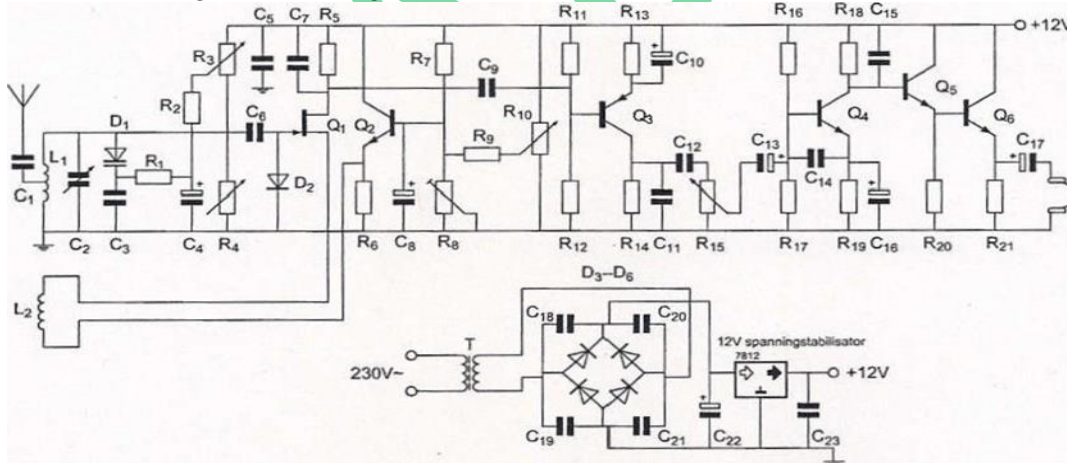 C5 C7 R5 R11 R13 R16 R18 C15
+12V
R3 R7 C9 C10
R2 R10 Q5
D1 C6 Q1 Q2 Q3 Q4 Q6
R9 C12 C13 C17
L1 R1 D2 C14
C1
C2 C3 C4 R4 R6 C8 R8 R12 R14 C11 R15 R17 R19 C16 R20 R21
D3--D6
L2
C18 C20
T 12V spanningstabilisator
7812
230V~ +12V
C19 C21 C22 C23